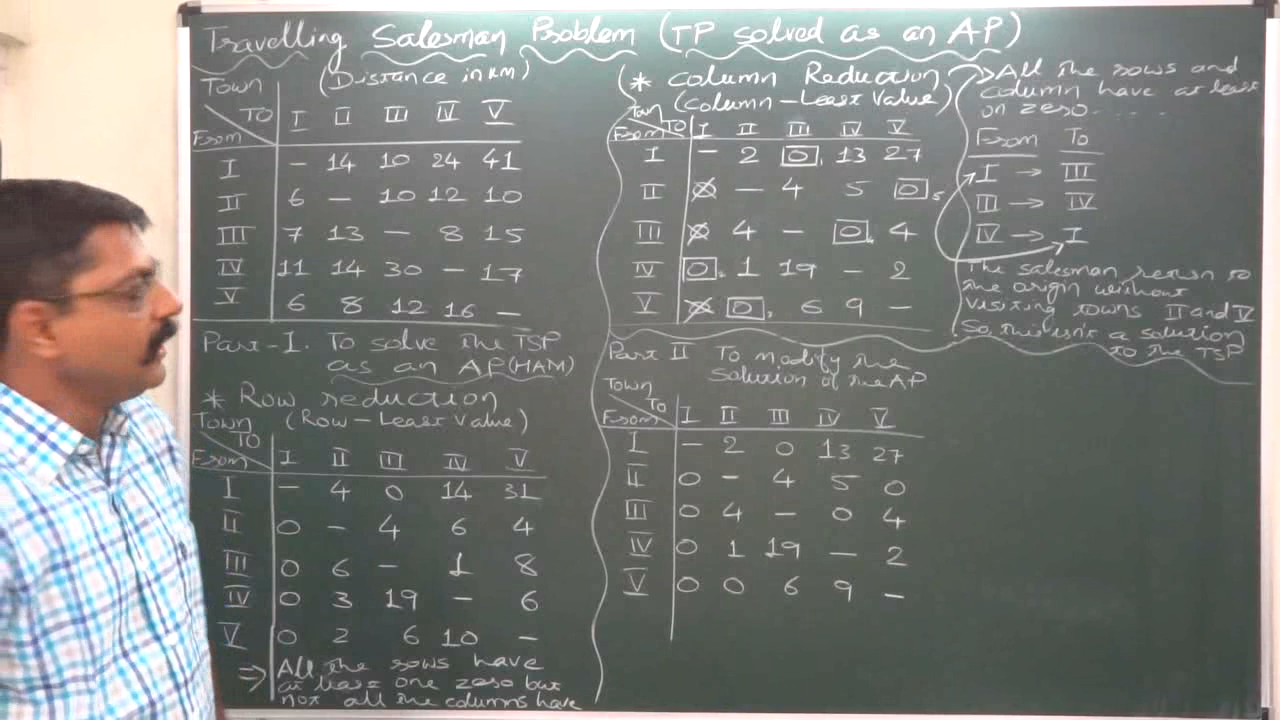 Travelling Salesman Problem (TP solved as an AP)
Town (Distance in KM)
TO I II III IV V
From
I - 14 10 24 41
II 6 - 10 12 10
III 7 13 - 8 15
IV 11 14 30 - 17
V 6 8 12 16 -
Part-I. To solve the TSP
as an AP(HAM)
* Row reduction
Town (Row-Least Value)
TO
From I II III IV V
I - 4 0 14 31
II 0 - 4 6 4
III 0 6 - 1 8
IV 0 3 19 - 6
V 0 2 6 10 -
⇒ All the rows have
at least one zero but
not all the columns have
(* Column Reduction
Town (Column-Least Value)
From TO I II III IV V
I - 2 0 13 27
II 0 - 4 5 0
III 0 4 - 0 4
IV 0 1 19 - 2
V 0 0 6 9 -
→ All the rows and
column have at least
on zero.....
From To
I → III
III → IV
IV → I
The salesman return to
the origin without
visiting towns II and V
So, this isn't a solution
to the TSP
Part II To modify the
solution of the AP
Town
TO
From I II III IV V
I - 2 0 13 27
II 0 - 4 5 0
III 0 4 - 0 4
IV 0 1 19 - 2
V 0 0 6 9 -